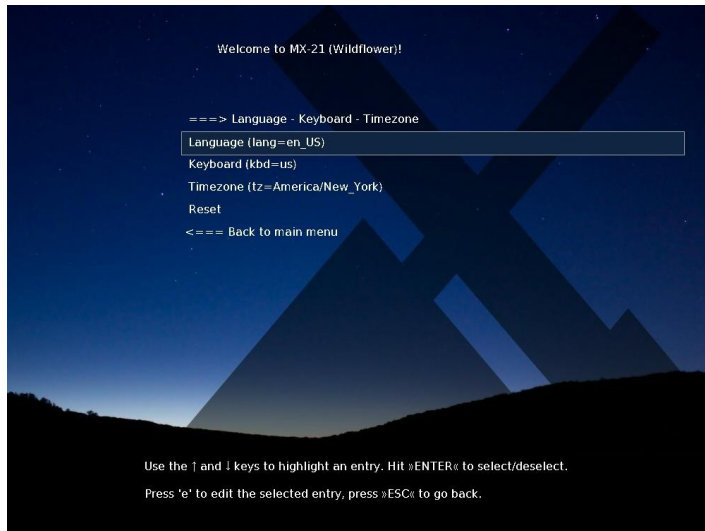 Welcome to MX-21 (Wildflower)!
===> Language - Keyboard - Timezone
Language (lang=en_US)
Keyboard (kbd=us)
Timezone (tz=America/New_York)
Reset
<=== Back to main menu
Use the ↑ and ↓ keys to highlight an entry. Hit »ENTER« to select/deselect.
Press 'e' to edit the selected entry, press »ESC« to go back.